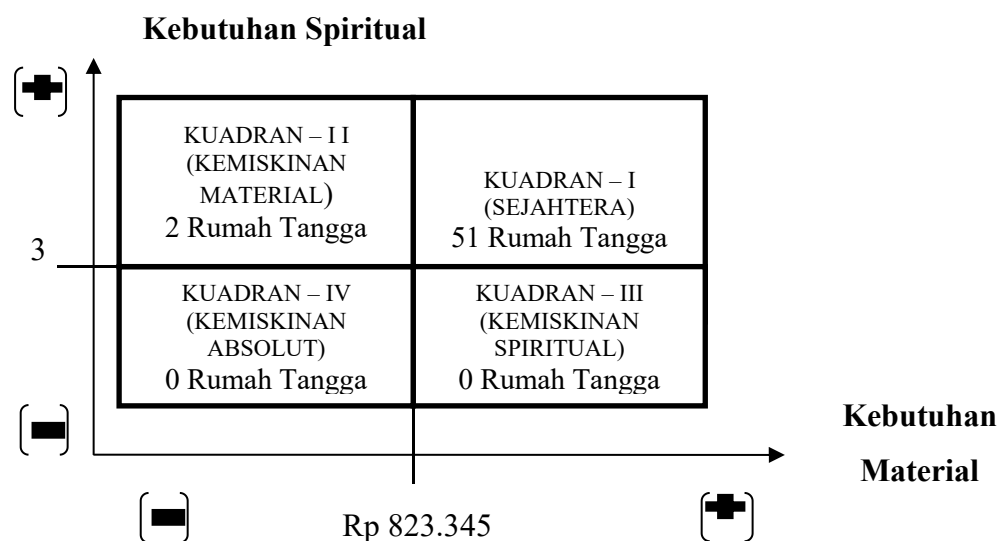 Kebutuhan Spiritual
KUADRAN – I I
(KEMISKINAN
MATERIAL)
2 Rumah Tangga
KUADRAN – I
(SEJAHTERA)
51 Rumah Tangga
3
KUADRAN – IV
(KEMISKINAN
ABSOLUT)
0 Rumah Tangga
KUADRAN – III
(KEMISKINAN
SPIRITUAL)
0 Rumah Tangga
Kebutuhan
Material
Rp 823.345